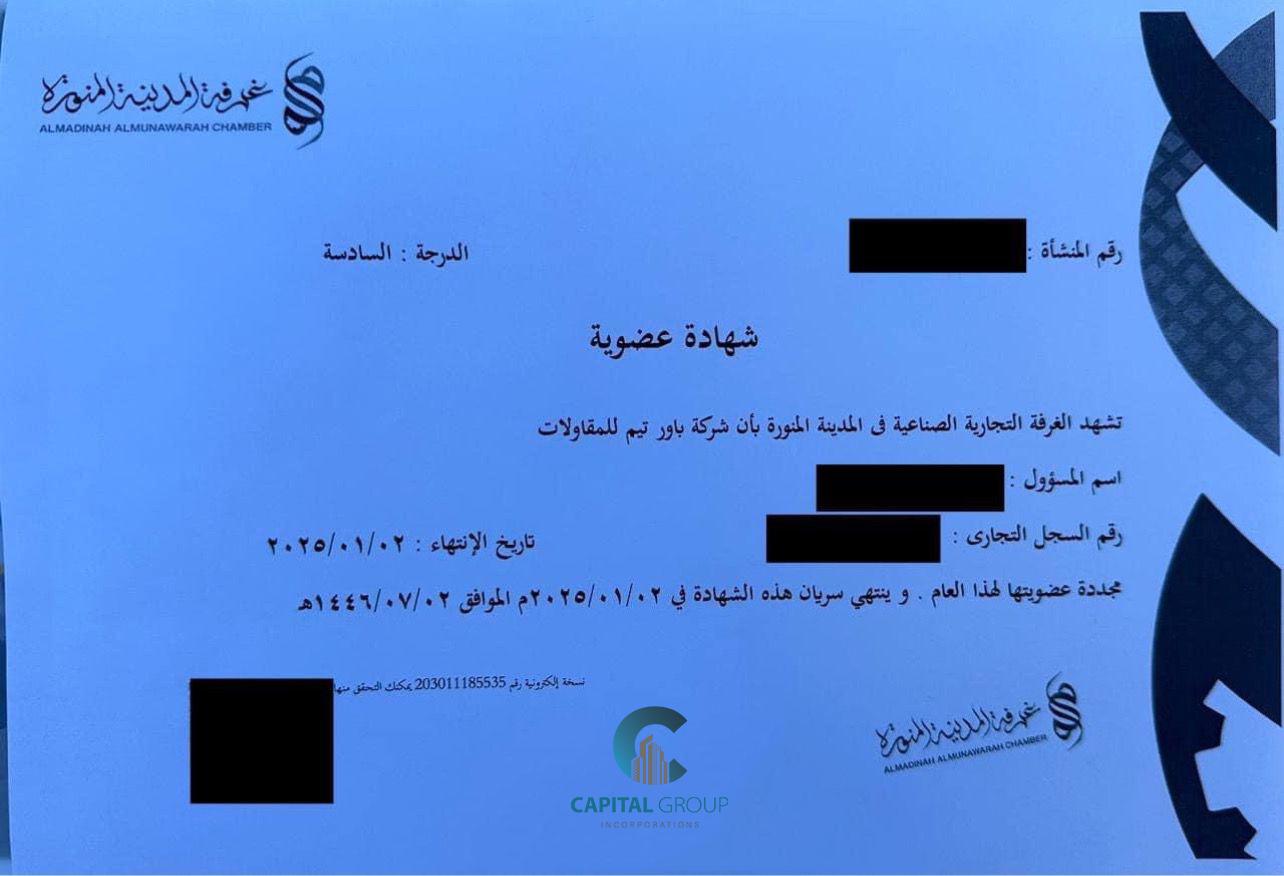 غرفة المدينة المنورة
ALMADINAH ALMUNAWARAH CHAMBER
رقم المنشأة :
الدرجة : السادسة
شهادة عضوية
تشهد الغرفة التجارية الصناعية فى المدينة المنورة بأن شركة باور تيم للمقاولات
اسم المسؤول :
رقم السجل التجارى :
تاريخ الإنتهاء : ٢٠٢٥/٠١/٠٢
مجددة عضويتها لهذا العام . و ينتهي سريان هذه الشهادة في ٢٠٢٥/٠١/٠٢م الموافق ١٤٤٦/٠٧/٠٢هـ
نسخة إلكترونية رقم 203011185535 يمكنك التحقق منها
غرفة المدينة المنورة
ALMADINAH ALMUNAWARAH CHAMBER
CAPITAL GROUP
INCORPORATIONS